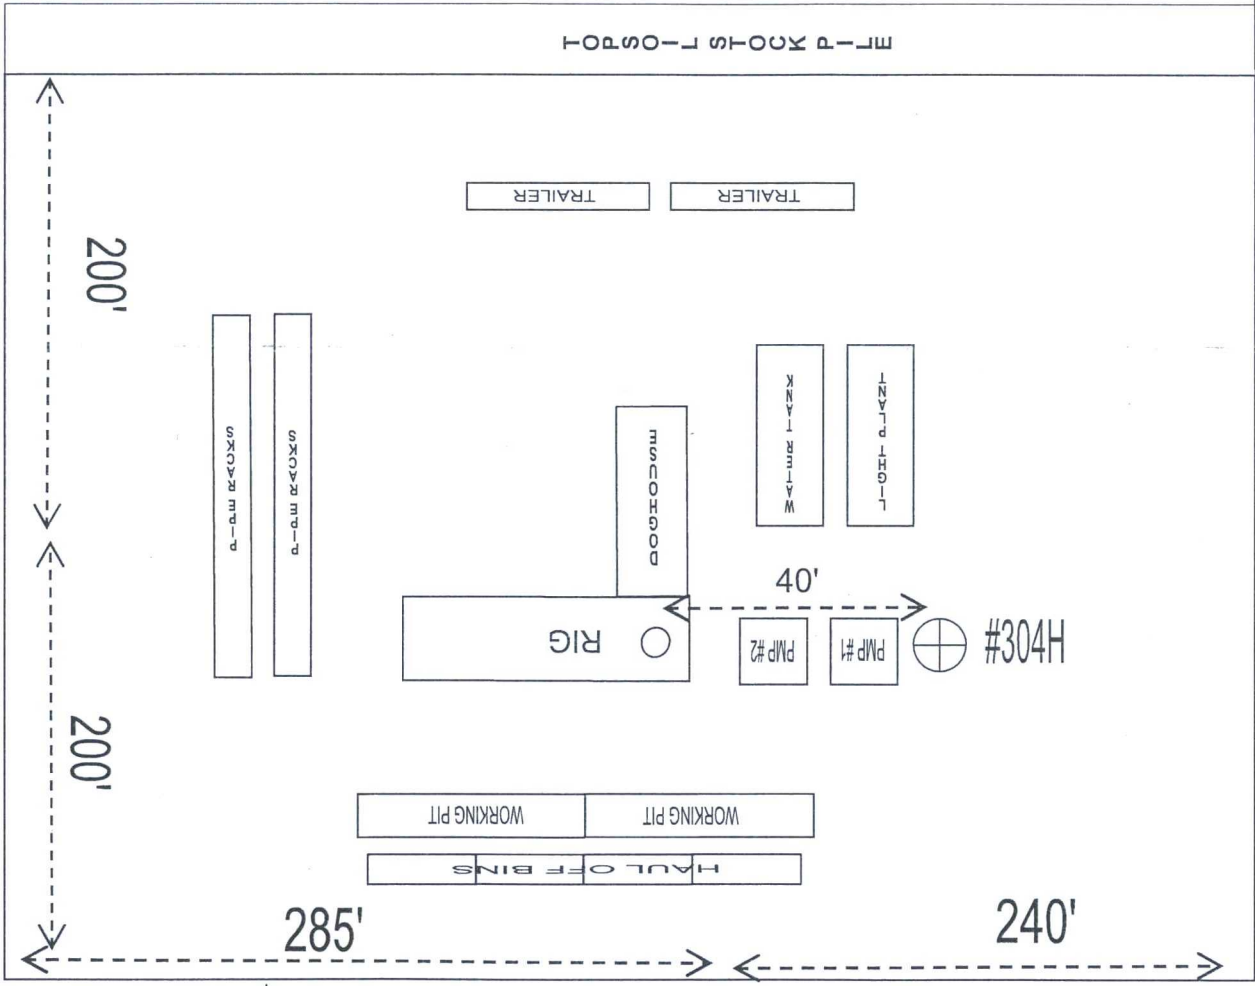 TOPSOIL STOCK PILE
TRAILER
TRAILER
200'
PIPE RACKS
PIPE RACKS
DOGHOUSE
WATER TANK
LIGHT PLANT
40'
RIG
PMP #2
PMP #1
#304H
200'
WORKING PIT
WORKING PIT
HAUL OFF BINS
285'
240'